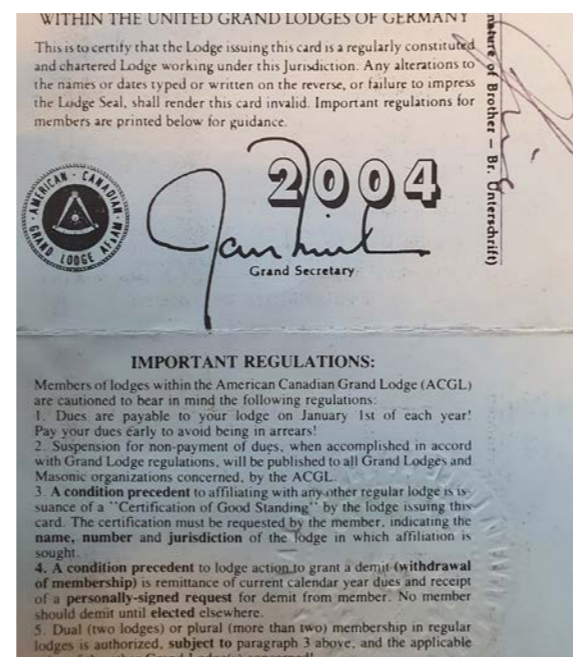 WITHIN THE UNITED GRAND LODGES OF GERMANY
This is to certify that the Lodge issuing this card is a regularly constituted
and chartered Lodge working under this Jurisdiction. Any alterations to
the names or dates typed or written on the reverse, or failure to impress
the Lodge Seal, shall render this card invalid. Important regulations for
members are printed below for guidance.
of Brother — Br. Unterschrift)
AMERICAN · CANADIAN
GRAND LODGE AF&AM
2004
Grand Secretary
IMPORTANT REGULATIONS:
Members of lodges within the American Canadian Grand Lodge (ACGL)
are cautioned to bear in mind the following regulations:
1. Dues are payable to your lodge on January 1st of each year!
Pay your dues early to avoid being in arrears!
2. Suspension for non-payment of dues, when accomplished in accord
with Grand Lodge regulations, will be published to all Grand Lodges and
Masonic organizations concerned, by the ACGL.
3. A condition precedent to affiliating with any other regular lodge is is-
suance of a "Certification of Good Standing" by the lodge issuing this
card. The certification must be requested by the member, indicating the
name, number and jurisdiction of the lodge in which affiliation is
sought.
4. A condition precedent to lodge action to grant a demit (withdrawal
of membership) is remittance of current calendar year dues and receipt
of a personally-signed request for demit from member. No member
should demit until elected elsewhere.
5. Dual (two lodges) or plural (more than two) membership in regular
lodges is authorized, subject to paragraph 3 above, and the applicable